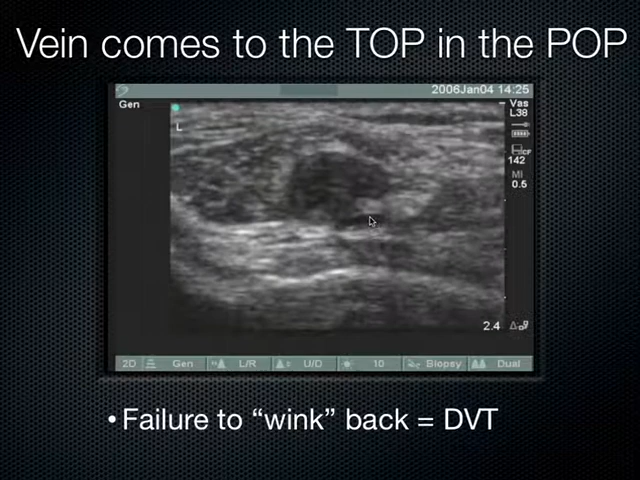 Vein comes to the TOP in the POP
2006Jan04 14:25
Gen
Vas
L38
L
CF
142
MI
0.5
2.4
2D Gen L/R U/D 10 Biopsy Dual
• Failure to “wink” back = DVT